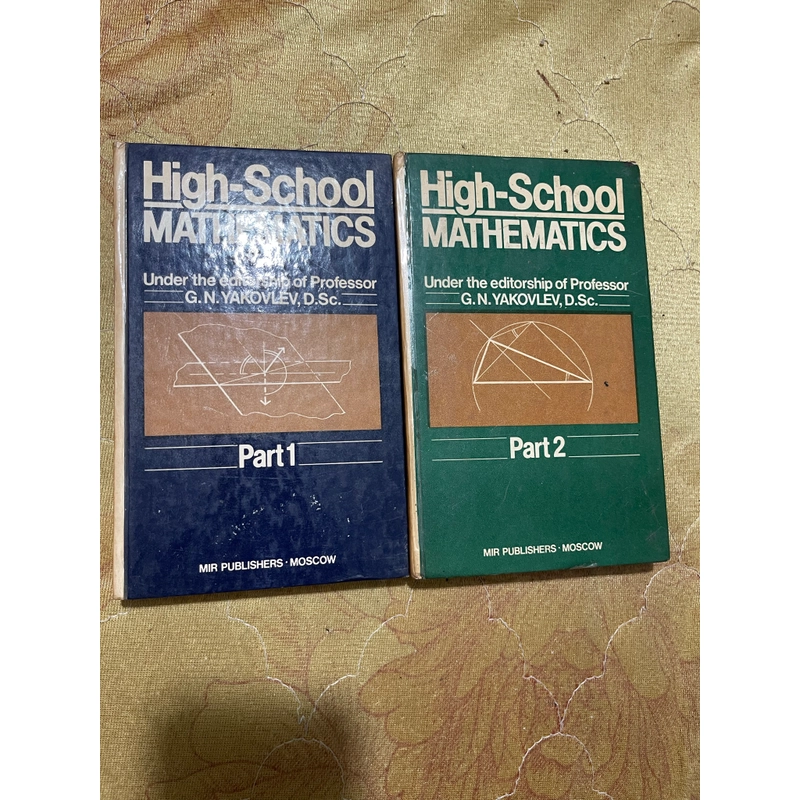 High-School
MATHEMATICS
Under the editorship of Professor
G. N. YAKOVLEV, D.Sc.
Part 1
MIR PUBLISHERS · MOSCOW
High-School
MATHEMATICS
Under the editorship of Professor
G. N. YAKOVLEV, D.Sc.
Part 2
MIR PUBLISHERS · MOSCOW